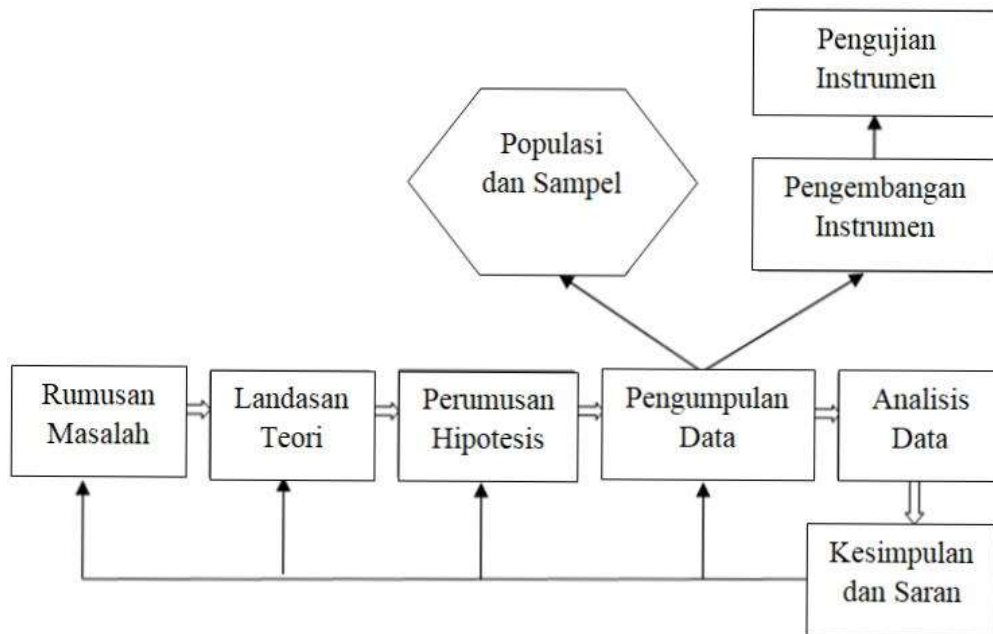 Pengujian
Instrumen
Populasi
dan Sampel
Pengembangan
Instrumen
Rumusan
Masalah
Landasan
Teori
Perumusan
Hipotesis
Pengumpulan
Data
Analisis
Data
Kesimpulan
dan Saran